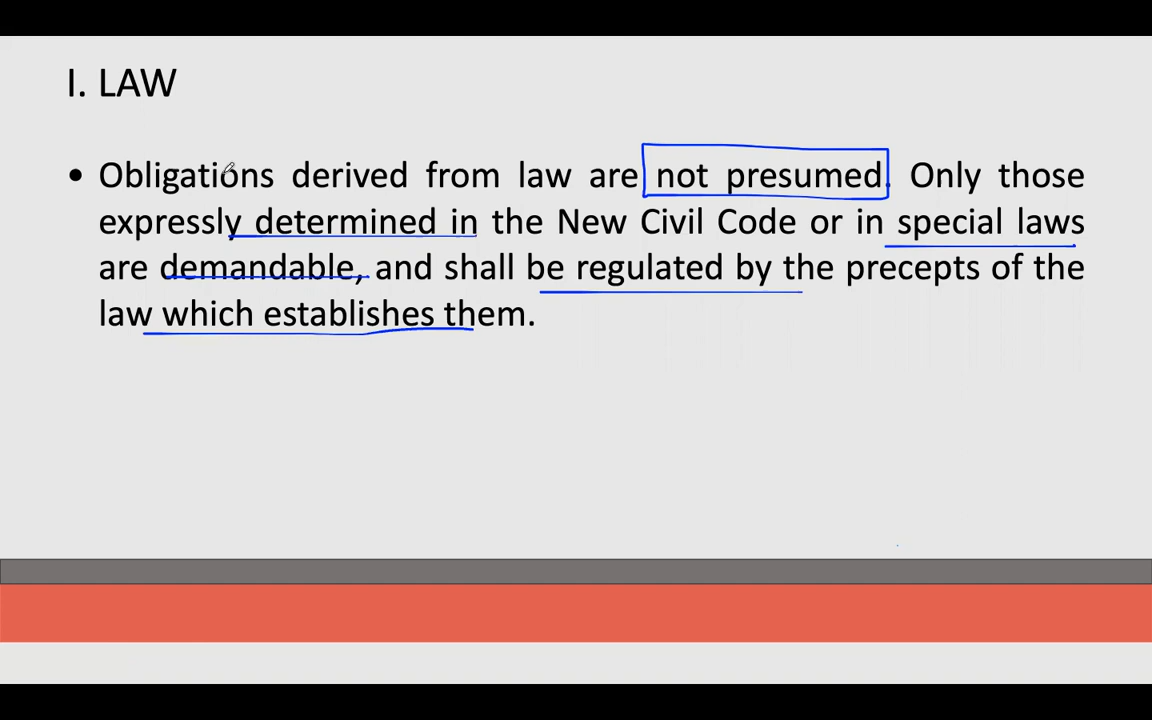 I. LAW
• Obligations derived from law are not presumed. Only those
expressly determined in the New Civil Code or in special laws
are demandable, and shall be regulated by the precepts of the
law which establishes them.